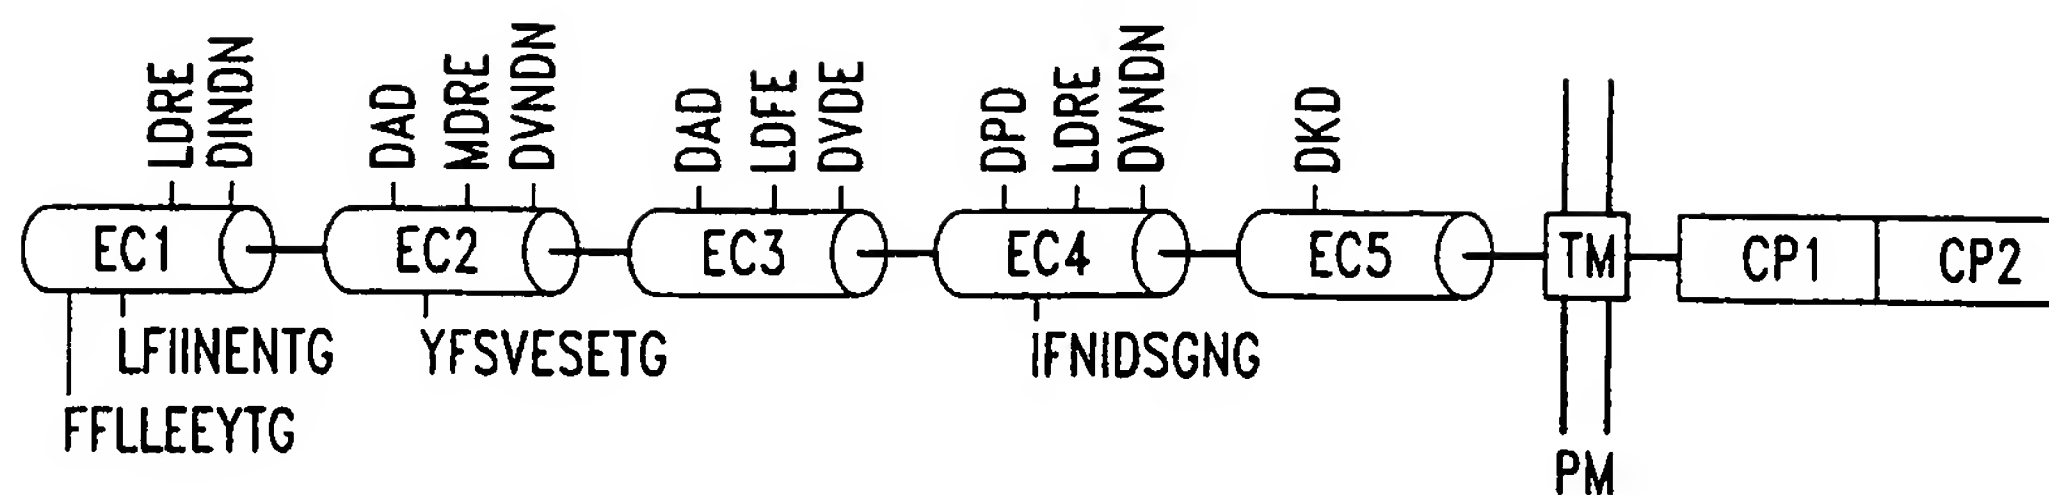 LDRE
DINDN
DAD
MDRE
DVNDN
DAD
LDFE
DVDE
DPD
LDRE
DVNDN
DKD
EC1
EC2
EC3
EC4
EC5
TM
CP1
CP2
LFIINENTG
YFSVESETG
IFNIDSGNG
FFLLEEYTG
PM